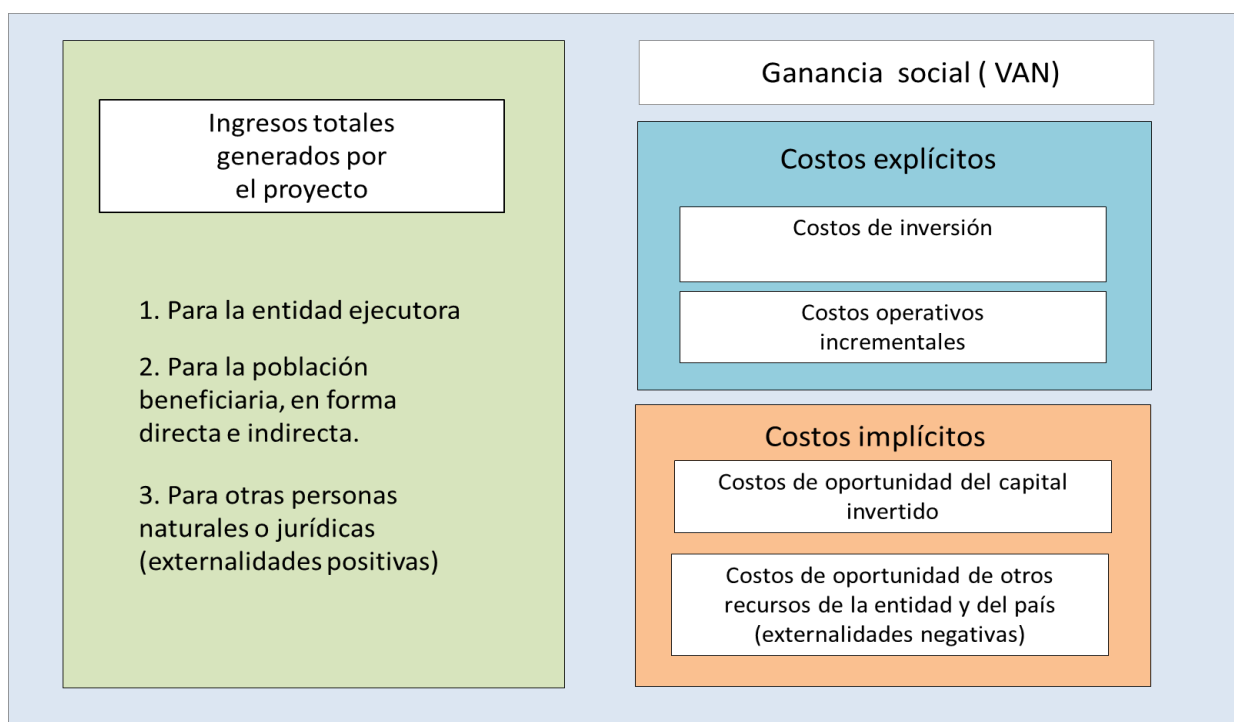 Ingresos totales
generados por
el proyecto
1. Para la entidad ejecutora
2. Para la población
beneficiaria, en forma
directa e indirecta.
3. Para otras personas
naturales o jurídicas
(externalidades positivas)
Ganancia social ( VAN)
Costos explícitos
Costos de inversión
Costos operativos
incrementales
Costos implícitos
Costos de oportunidad del capital
invertido
Costos de oportunidad de otros
recursos de la entidad y del país
(externalidades negativas)